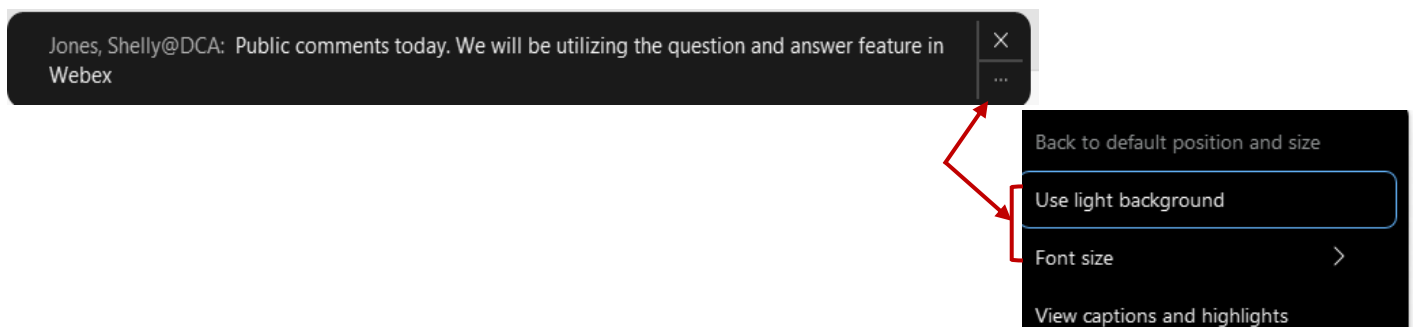 Jones, Shelly@DCA: Public comments today. We will be utilizing the question and answer feature in
Webex
Back to default position and size
Use light background
Font size
View captions and highlights